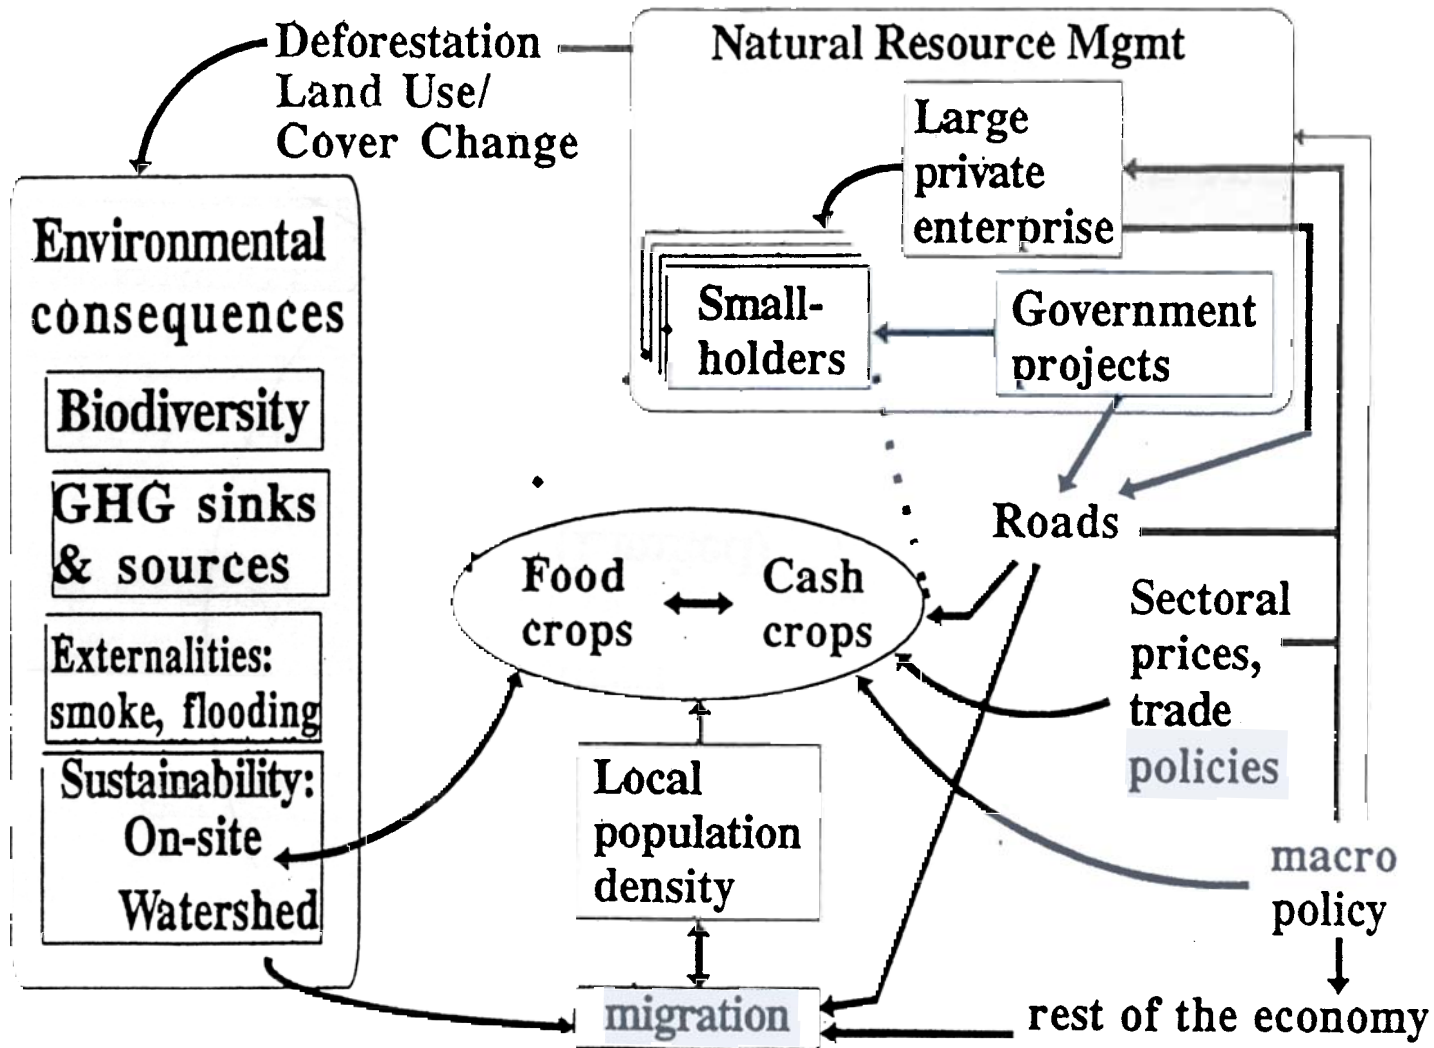 Deforestation
Land Use/
Cover Change
Natural Resource Mgmt
Large
private
enterprise
Small-
holders
Government
projects
Environmental
consequences
Biodiversity
GHG sinks
& sources
Externalities:
smoke, flooding
Sustainability:
On-site
Watershed
Food
crops
Cash
crops
Roads
Sectoral
prices,
trade
policies
Local
population
density
macro
policy
migration
rest of the economy